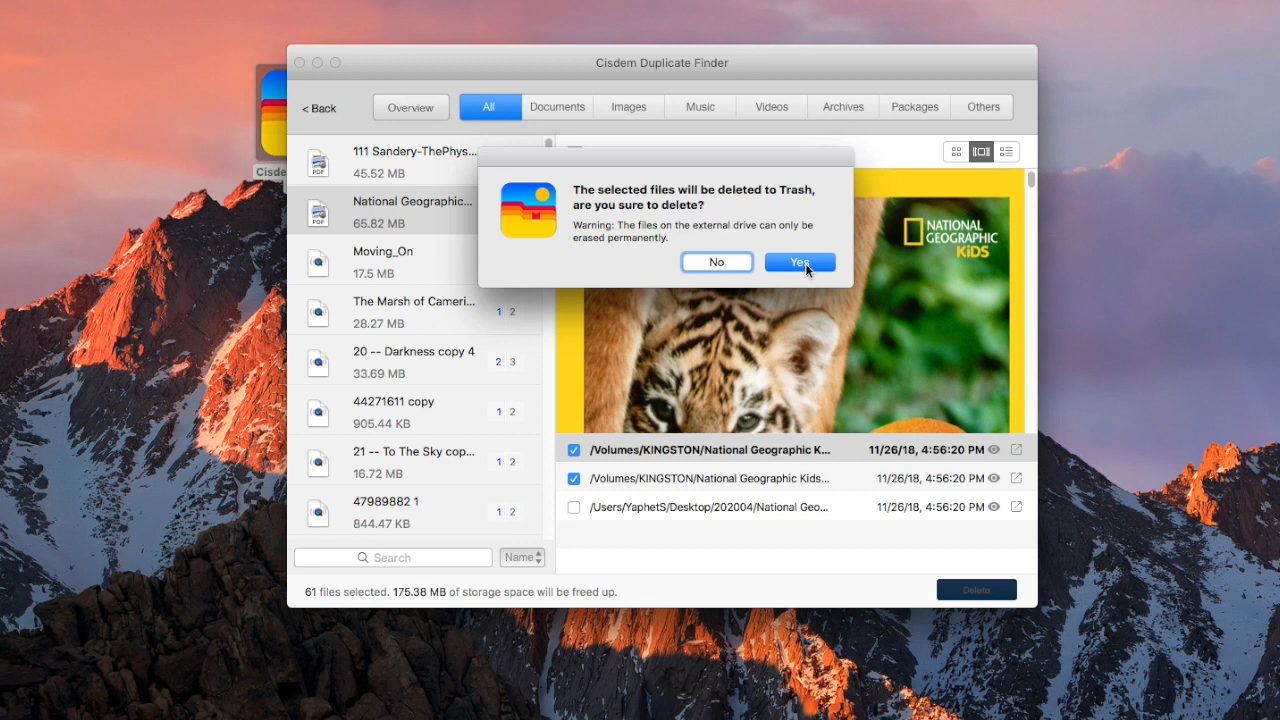 Cisdem Duplicate Finder
< Back
Overview
All
Documents
Images
Music
Videos
Archives
Packages
Others
Cisde
111 Sandery-ThePhys...
45.52 MB
PDF
National Geographic...
65.82 MB
PDF
Moving_On
17.5 MB
The Marsh of Cameri...
28.27 MB
1 2
20 -- Darkness copy 4
33.69 MB
2 3
44271611 copy
905.44 KB
1 2
21 -- To The Sky cop...
16.72 MB
1 2
47989882 1
844.47 KB
1 2
Search
Name
The selected files will be deleted to Trash,
are you sure to delete?
Warning: The files on the external drive can only be
erased permanently.
No
Yes
NATIONAL
GEOGRAPHIC
KiDS
/Volumes/KINGSTON/National Geographic K... 11/26/18, 4:56:20 PM
/Volumes/KINGSTON/National Geographic Kids... 11/26/18, 4:56:20 PM
/Users/YaphetS/Desktop/202004/National Geo... 11/26/18, 4:56:20 PM
61 files selected. 175.38 MB of storage space will be freed up.
Delete